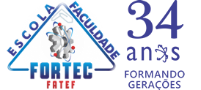 ESCOLA FACULDADE
FORTEC
FATEF
34
anos
FORMANDO
GERAÇÕES